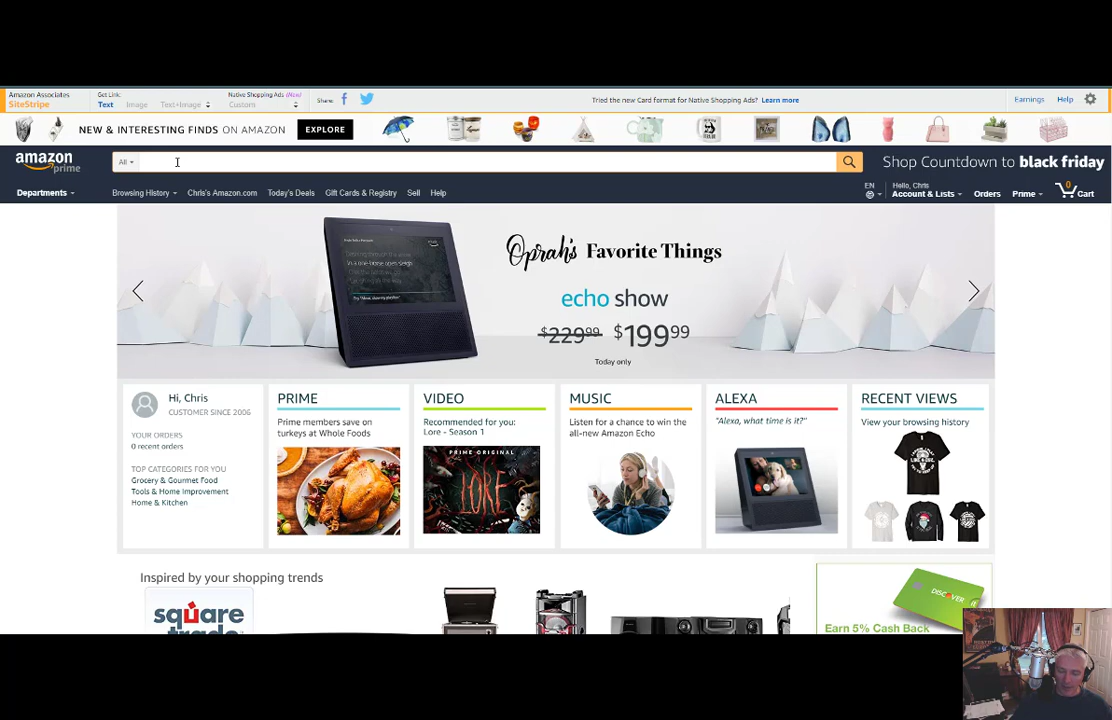 Amazon Associates
SiteStripe
Get Link:
Text Image Text+Image
Native Shopping Ads (New)
Custom
Share:
Tried the new Card format for Native Shopping Ads? Learn more
Earnings Help
NEW & INTERESTING FINDS ON AMAZON EXPLORE
amazon
prime
All
Shop Countdown to black friday
Departments
Browsing History Chris's Amazon.com Today's Deals Gift Cards & Registry Sell Help
EN
Hello, Chris
Account & Lists Orders Prime 0 Cart
Oprah's Favorite Things
echo show
$229.99 $199.99
Today only
Hi, Chris
CUSTOMER SINCE 2006
YOUR ORDERS
0 recent orders
TOP CATEGORIES FOR YOU
Grocery & Gourmet Food
Tools & Home Improvement
Home & Kitchen
PRIME
Prime members save on
turkeys at Whole Foods
VIDEO
Recommended for you:
Lore - Season 1
PRIME ORIGINAL
LORE
MUSIC
Listen for a chance to win the
all-new Amazon Echo
ALEXA
"Alexa, what time is it?"
RECENT VIEWS
View your browsing history
Inspired by your shopping trends
square
trade
DISCOVER it
Earn 5% Cash Back